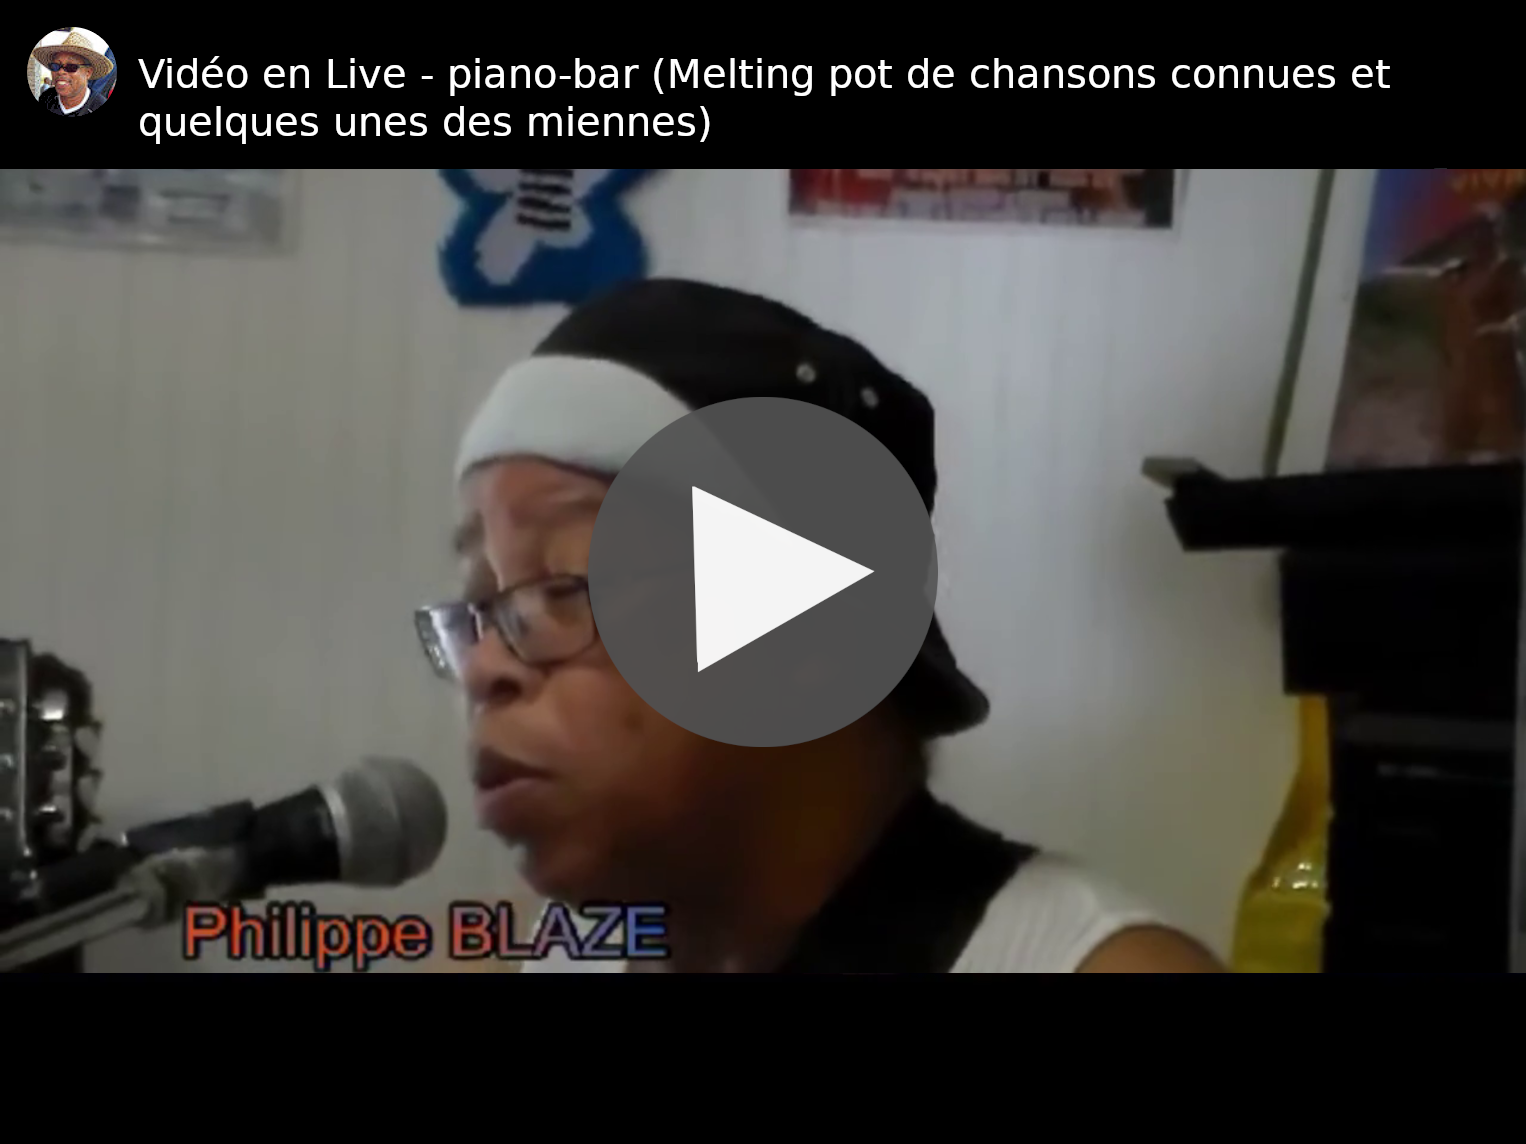 Vidéo en Live - piano-bar (Melting pot de chansons connues et
quelques unes des miennes)
Philippe BLAZE